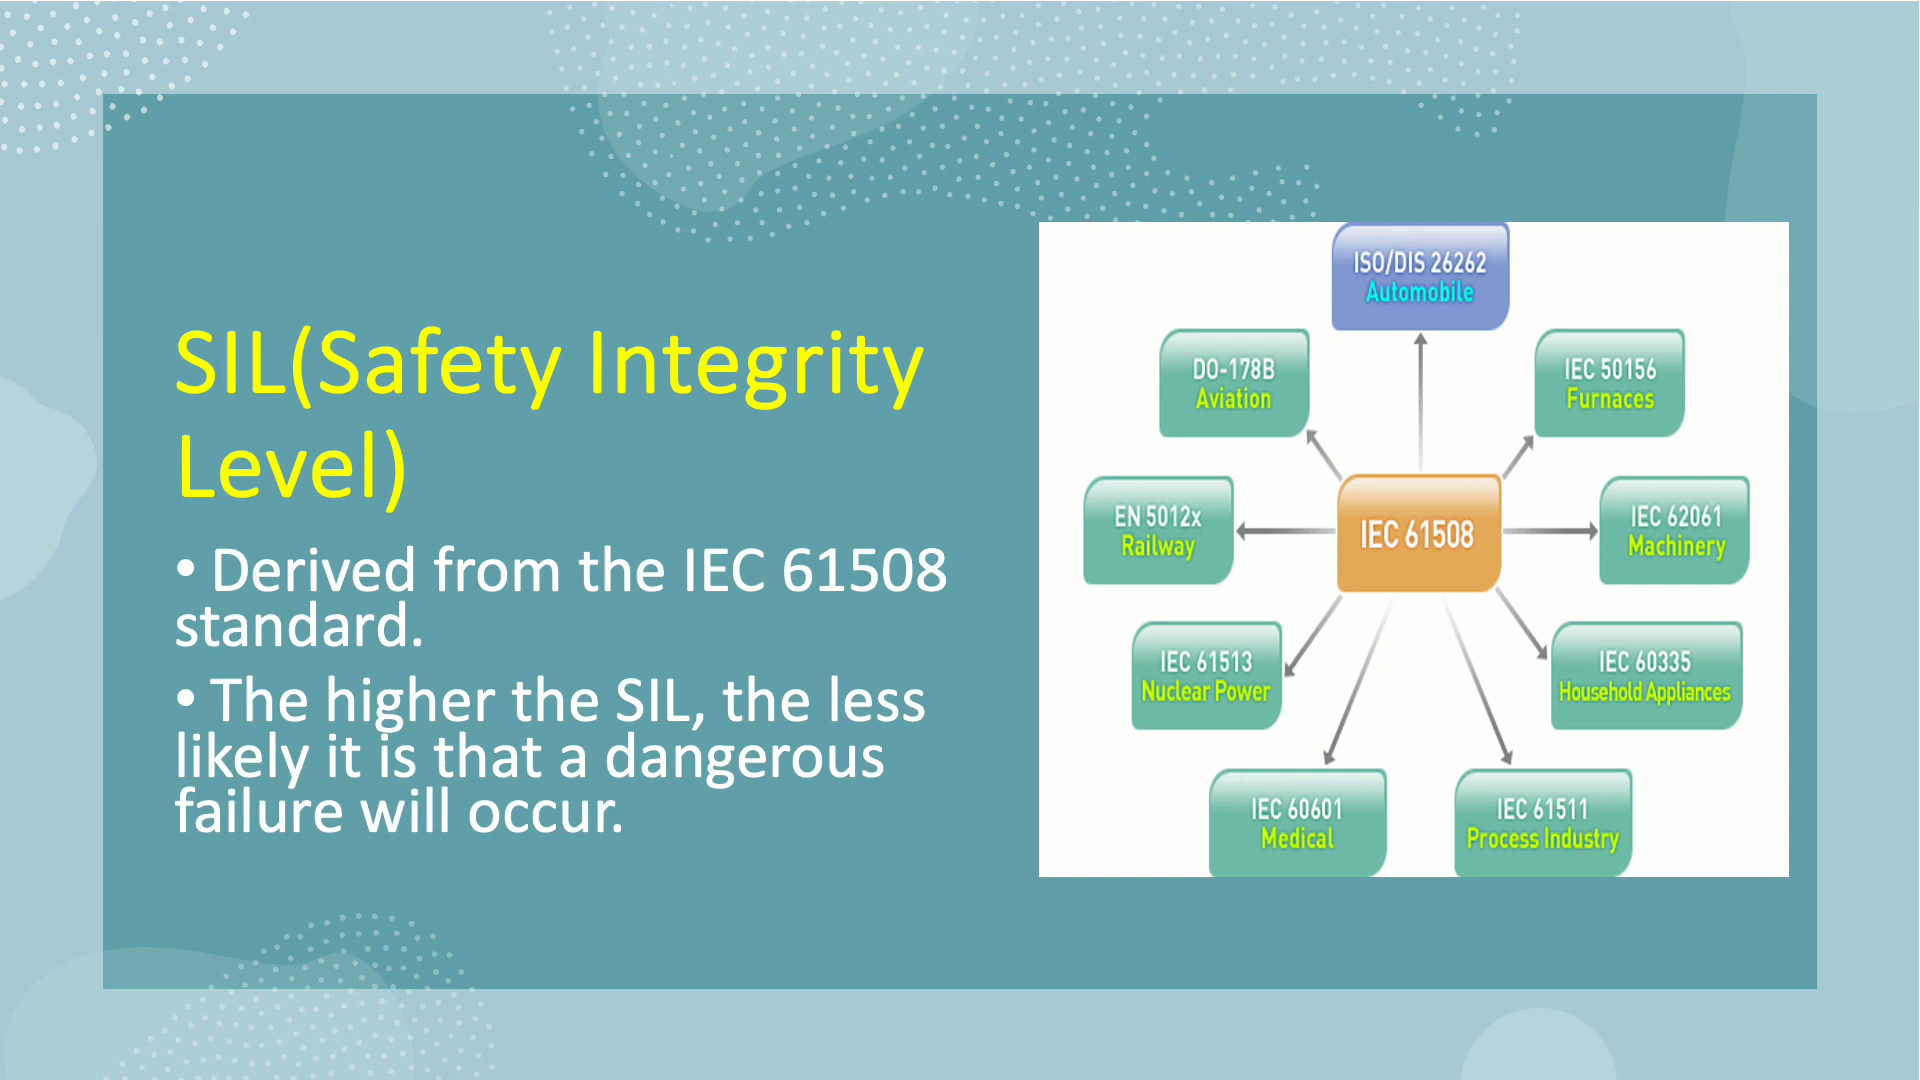 SIL(Safety Integrity
Level)
• Derived from the IEC 61508
standard.
• The higher the SIL, the less
likely it is that a dangerous
failure will occur.
ISO/DIS 26262
Automobile
DO-178B
Aviation
IEC 50156
Furnaces
EN 5012x
Railway
IEC 61508
IEC 62061
Machinery
IEC 61513
Nuclear Power
IEC 60335
Household Appliances
IEC 60601
Medical
IEC 61511
Process Industry